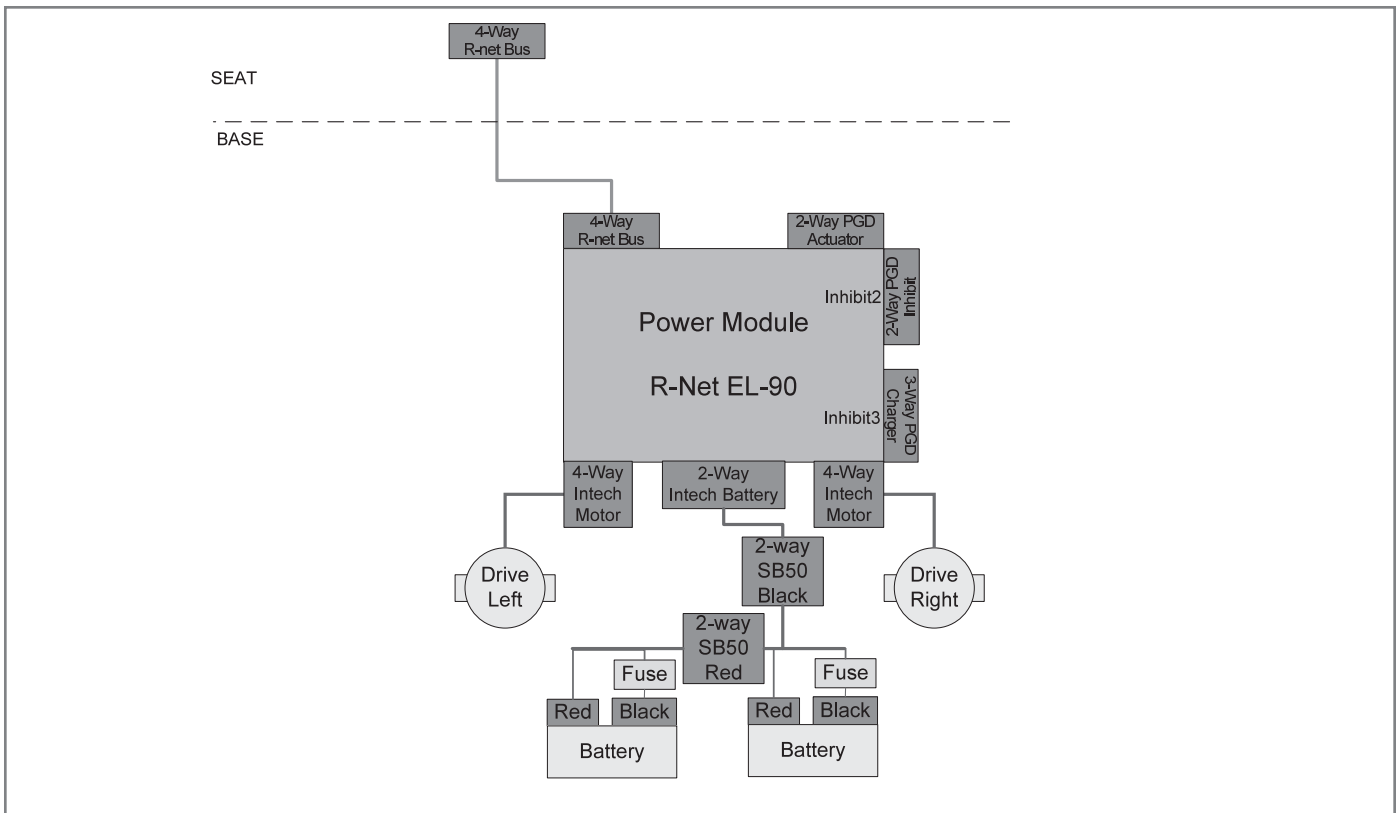 4-Way
R-net Bus
SEAT
BASE
4-Way
R-net Bus
2-Way PGD
Actuator
Inhibit2
2-Way PGD
Inhibit
Power Module
R-Net EL-90
Inhibit3
3-Way PGD
Charger
4-Way
Intech
Motor
2-Way
Intech Battery
4-Way
Intech
Motor
Drive
Left
2-way
SB50
Black
Drive
Right
2-way
SB50
Red
Fuse
Fuse
Red
Black
Red
Black
Battery
Battery